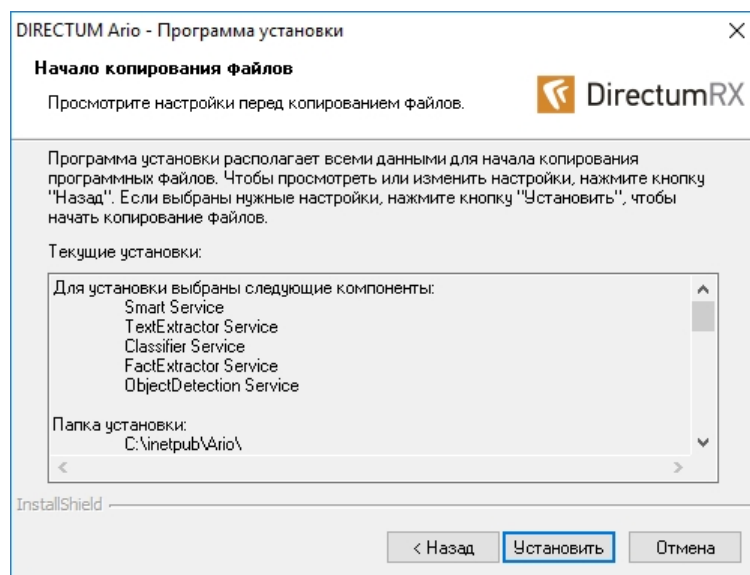 DIRECTUM Ario - Программа установки
Начало копирования файлов
Просмотрите настройки перед копированием файлов.
DirectumRX
Программа установки располагает всеми данными для начала копирования
программных файлов. Чтобы просмотреть или изменить настройки, нажмите кнопку
"Назад". Если выбраны нужные настройки, нажмите кнопку "Установить", чтобы
начать копирование файлов.
Текущие установки:
Для установки выбраны следующие компоненты:
Smart Service
TextExtractor Service
Classifier Service
FactExtractor Service
ObjectDetection Service
Папка установки:
C:\inetpub\Ario\
InstallShield
< Назад
Установить
Отмена